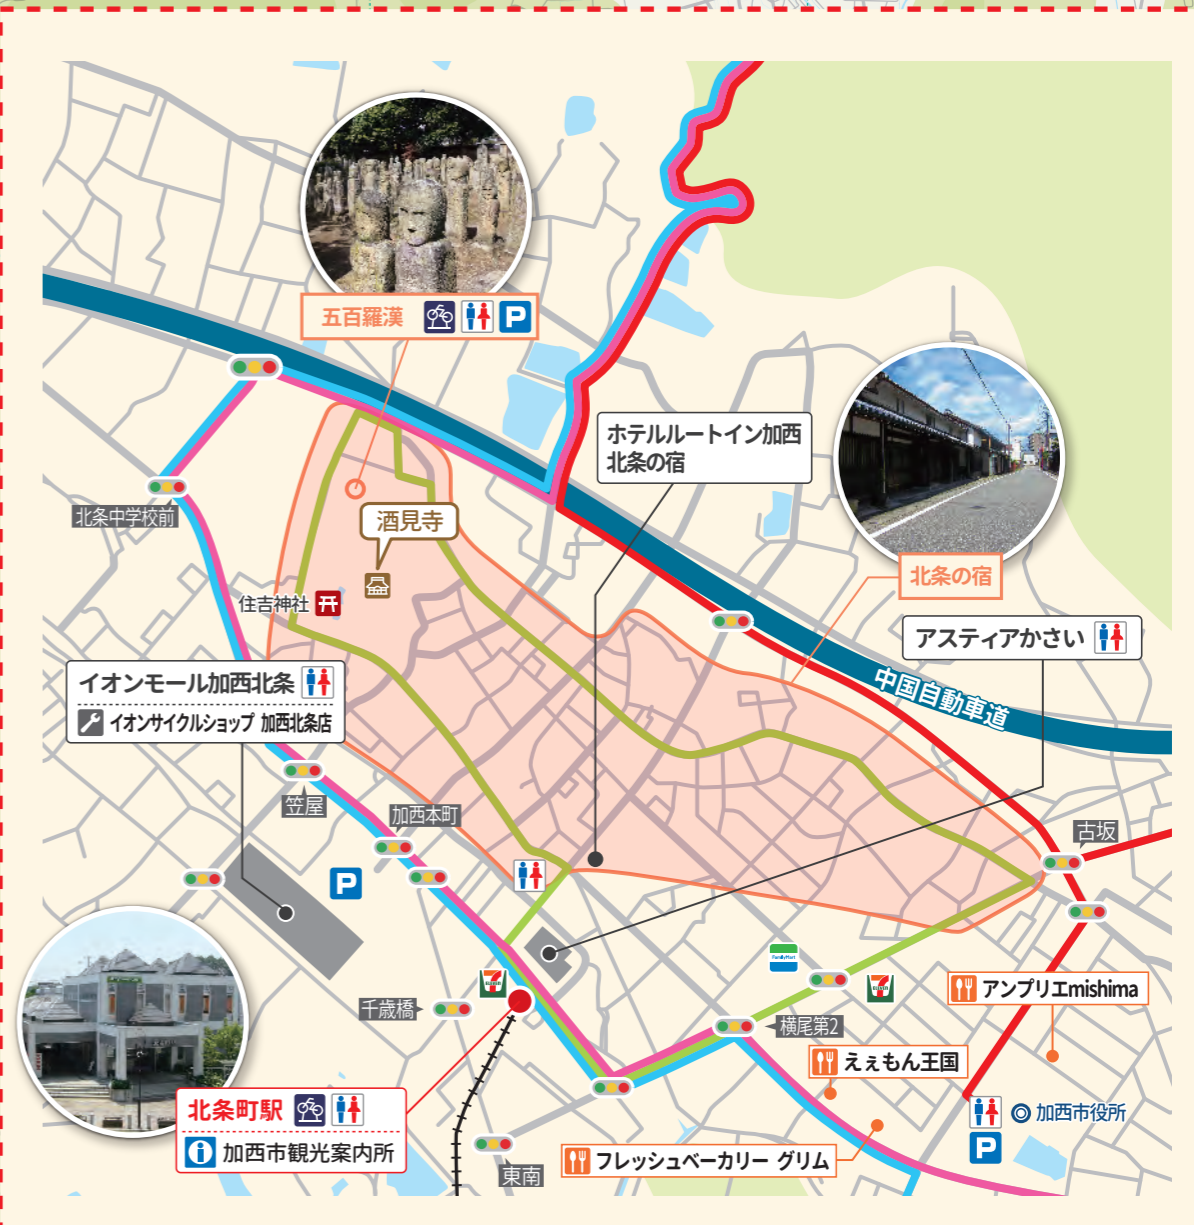 五百羅漢
P
ホテルルートイン加西
北条の宿
北条中学校前
酒見寺
北条の宿
住吉神社
アスティアかさい
イオンモール加西北条
イオンサイクルショップ 加西北条店
中国自動車道
笠屋
加西本町
古坂
P
FamilyMart
7
ELEVEN
7
ELEVEN
アンプリエmishima
千歳橋
横尾第2
えぇもん王国
北条町駅
加西市観光案内所
加西市役所
P
フレッシュベーカリー グリム
東南